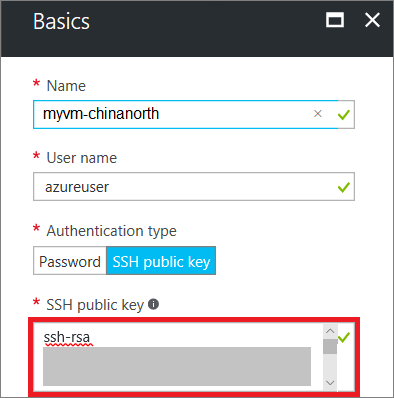 Basics
* Name
myvm-chinanorth
* User name
azureuser
* Authentication type
Password SSH public key
* SSH public key
ssh-rsa